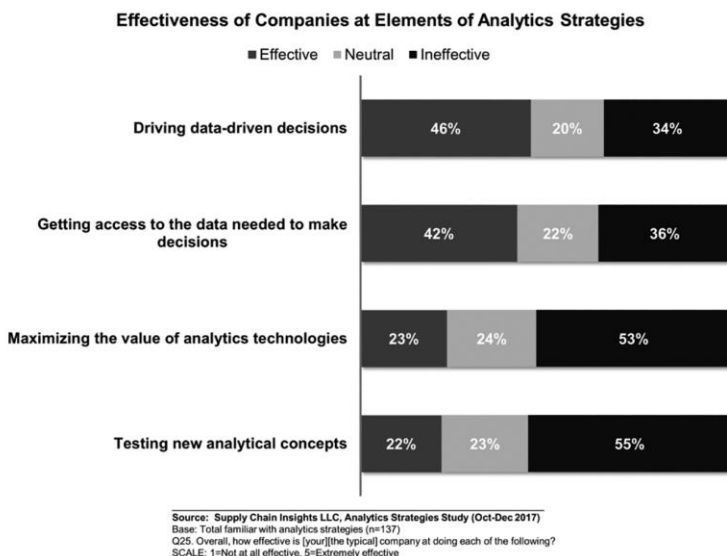 Effectiveness of Companies at Elements of Analytics Strategies
Effective Neutral Ineffective
Driving data-driven decisions
46% 20% 34%
Getting access to the data needed to make
decisions
42% 22% 36%
Maximizing the value of analytics technologies
23% 24% 53%
Testing new analytical concepts
22% 23% 55%
Source: Supply Chain Insights LLC, Analytics Strategies Study (Oct-Dec 2017)
Base: Total familiar with analytics strategies (n=137)
Q25. Overall, how effective is [your][the typical] company at doing each of the following?
SCALE: 1=Not at all effective, 5=Extremely effective